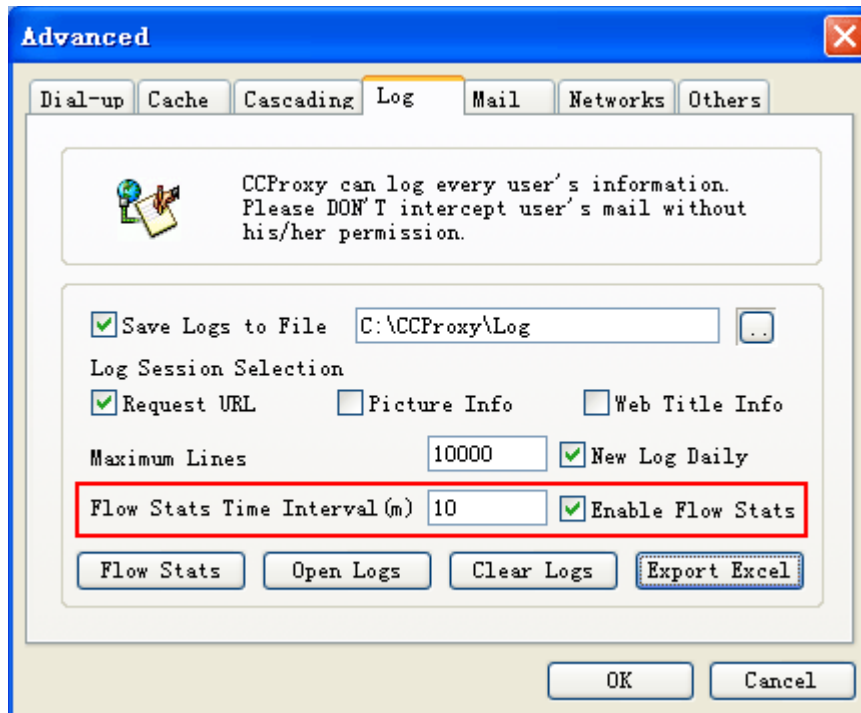 Advanced
Dial-up Cache Cascading Log Mail Networks Others
CCProxy can log every user's information.
Please DON'T intercept user's mail without
his/her permission.
Save Logs to File C:\CCProxy\Log ..
Log Session Selection
Request URL Picture Info Web Title Info
Maximum Lines 10000 New Log Daily
Flow Stats Time Interval(m) 10 Enable Flow Stats
Flow Stats Open Logs Clear Logs Export Excel
OK Cancel